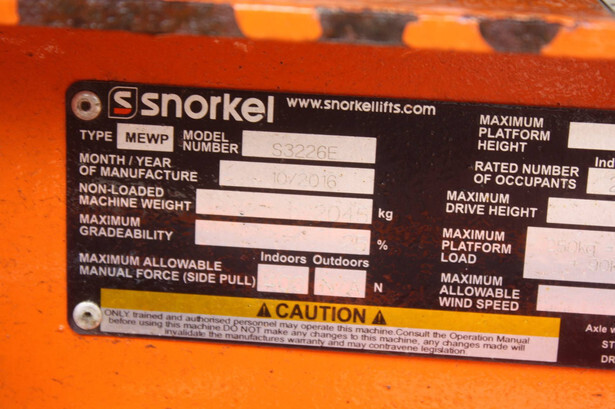 snorkel www.snorkellifts.com
TYPE MEWP MODEL NUMBER S3226E
MONTH / YEAR OF MANUFACTURE 10/2016
NON-LOADED MACHINE WEIGHT kg
MAXIMUM GRADEABILITY %
Indoors Outdoors
MAXIMUM ALLOWABLE MANUAL FORCE (SIDE PULL) N
MAXIMUM PLATFORM HEIGHT
RATED NUMBER OF OCCUPANTS
MAXIMUM DRIVE HEIGHT
MAXIMUM PLATFORM LOAD
MAXIMUM ALLOWABLE WIND SPEED
CAUTION
ONLY trained and authorised personnel may operate this machine.Consult the Operation Manual
before using this machine.DO NOT make any changes to this machine, any changes made will
invalidate the manufactures warranty and may contravene legislation.
Axle